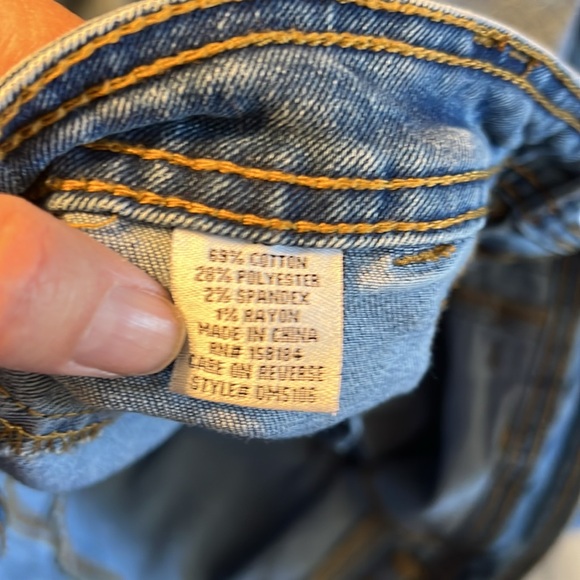 69% COTTON
28% POLYESTER
2% SPANDEX
1% RAYON
MADE IN CHINA
RN# 158184
CARE ON REVERSE
STYLE# DMS106